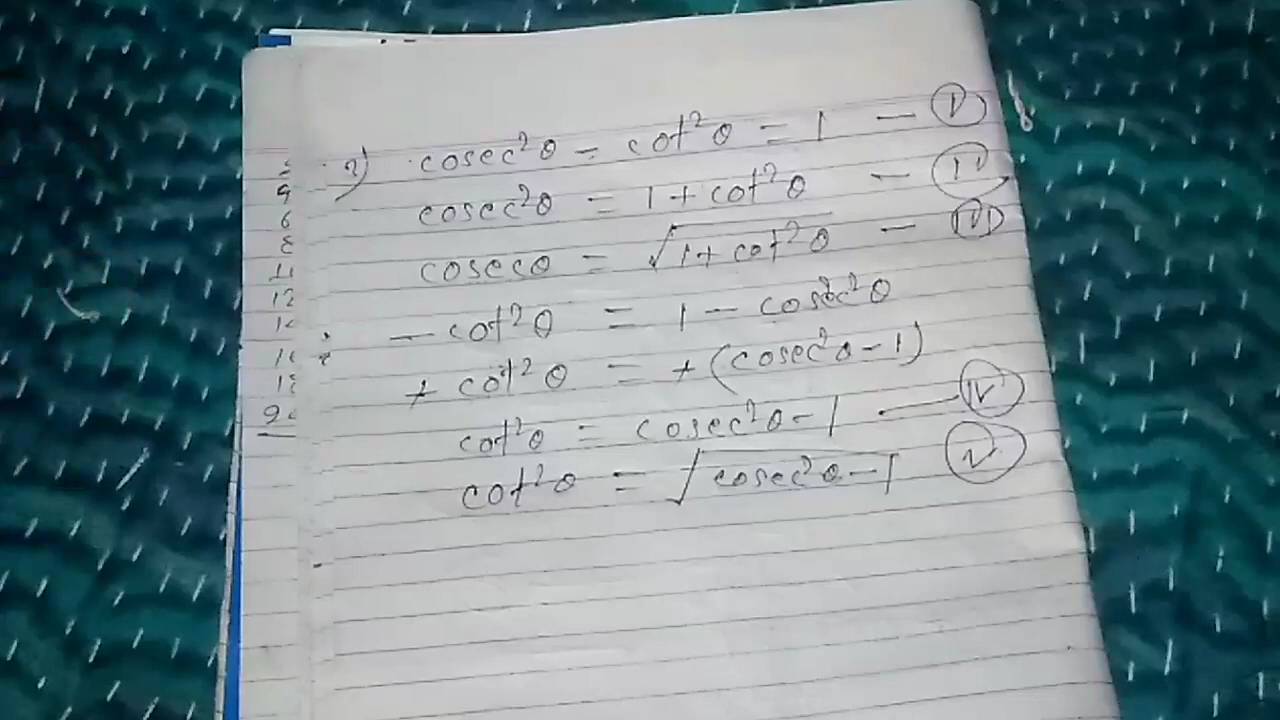 2) cosec²θ - cot²θ = 1 — (I)
cosec²θ = 1 + cot²θ — (II)
cosecθ = √1 + cot²θ — (III)
- cot²θ = 1 - cosec²θ
+ cot²θ = + (cosec²θ - 1)
cot²θ = cosec²θ - 1 — (IV)
cot²θ = √cosec²θ - 1 (V)